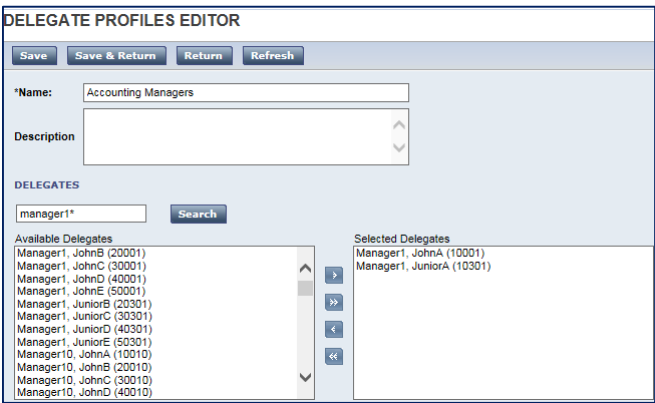 DELEGATE PROFILES EDITOR
Save Save & Return Return Refresh
*Name: Accounting Managers
Description
DELEGATES
manager1* Search
Available Delegates
Manager1, JohnB (20001)
Manager1, JohnC (30001)
Manager1, JohnD (40001)
Manager1, JohnE (50001)
Manager1, JuniorB (20301)
Manager1, JuniorC (30301)
Manager1, JuniorD (40301)
Manager1, JuniorE (50301)
Manager10, JohnA (10010)
Manager10, JohnB (20010)
Manager10, JohnC (30010)
Manager10, JohnD (40010)
Selected Delegates
Manager1, JohnA (10001)
Manager1, JuniorA (10301)